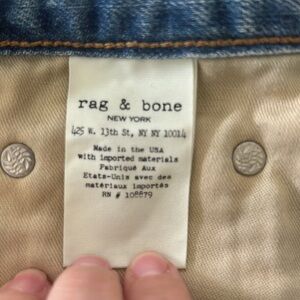 rag & bone
NEW YORK
425 W. 13th St, NY NY 10014
Made in the USA
with imported materials
Fabriqué Aux
Etats-Unis avec des
matériaux importés
RN # 108879